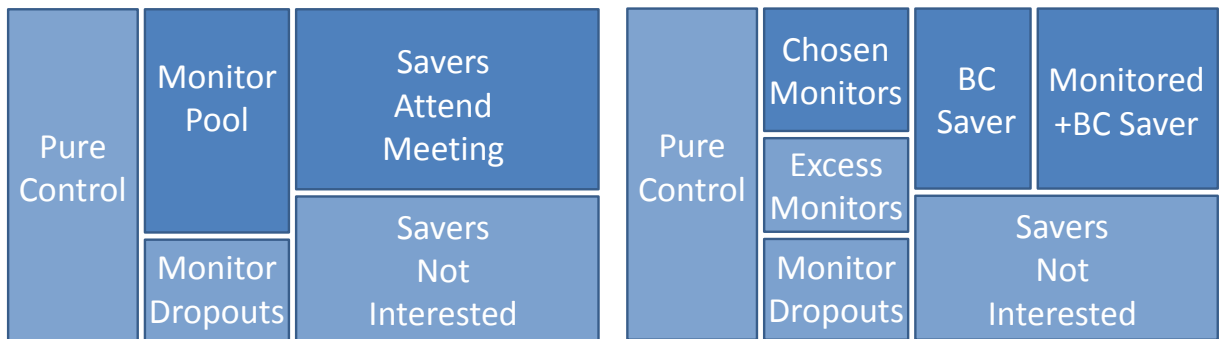 Pure
Control
Monitor
Pool
Monitor
Dropouts
Savers
Attend
Meeting
Savers
Not
Interested
Pure
Control
Chosen
Monitors
Excess
Monitors
Monitor
Dropouts
BC
Saver
Monitored
+BC Saver
Savers
Not
Interested